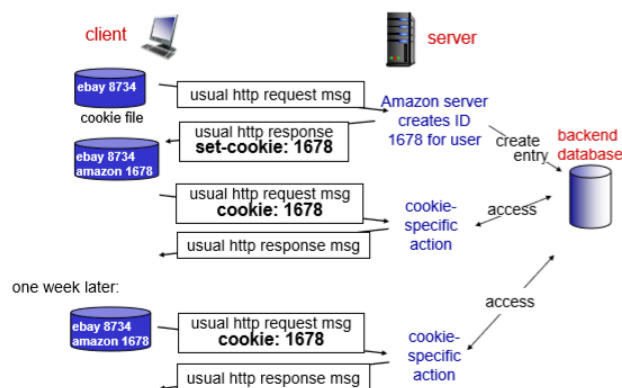 client
server
ebay 8734
usual http request msg
cookie file
Amazon server
creates ID
1678 for user
usual http response
set-cookie: 1678
create
entry
backend
database
ebay 8734
amazon 1678
usual http request msg
cookie: 1678
cookie-
specific
action
access
usual http response msg
one week later:
access
ebay 8734
amazon 1678
usual http request msg
cookie: 1678
cookie-
specific
action
usual http response msg